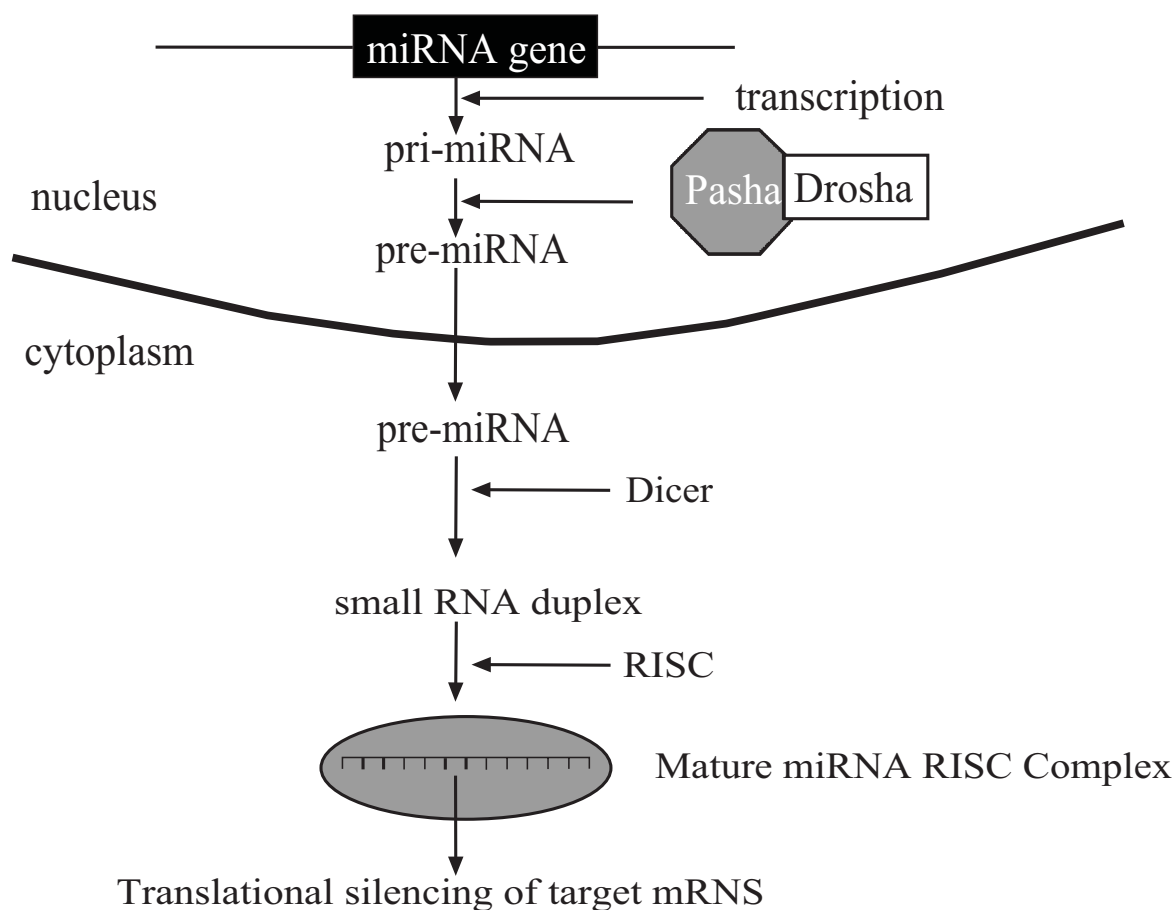 miRNA gene
transcription
pri-miRNA
Pasha
Drosha
nucleus
pre-miRNA
cytoplasm
pre-miRNA
Dicer
small RNA duplex
RISC
Mature miRNA RISC Complex
Translational silencing of target mRNS